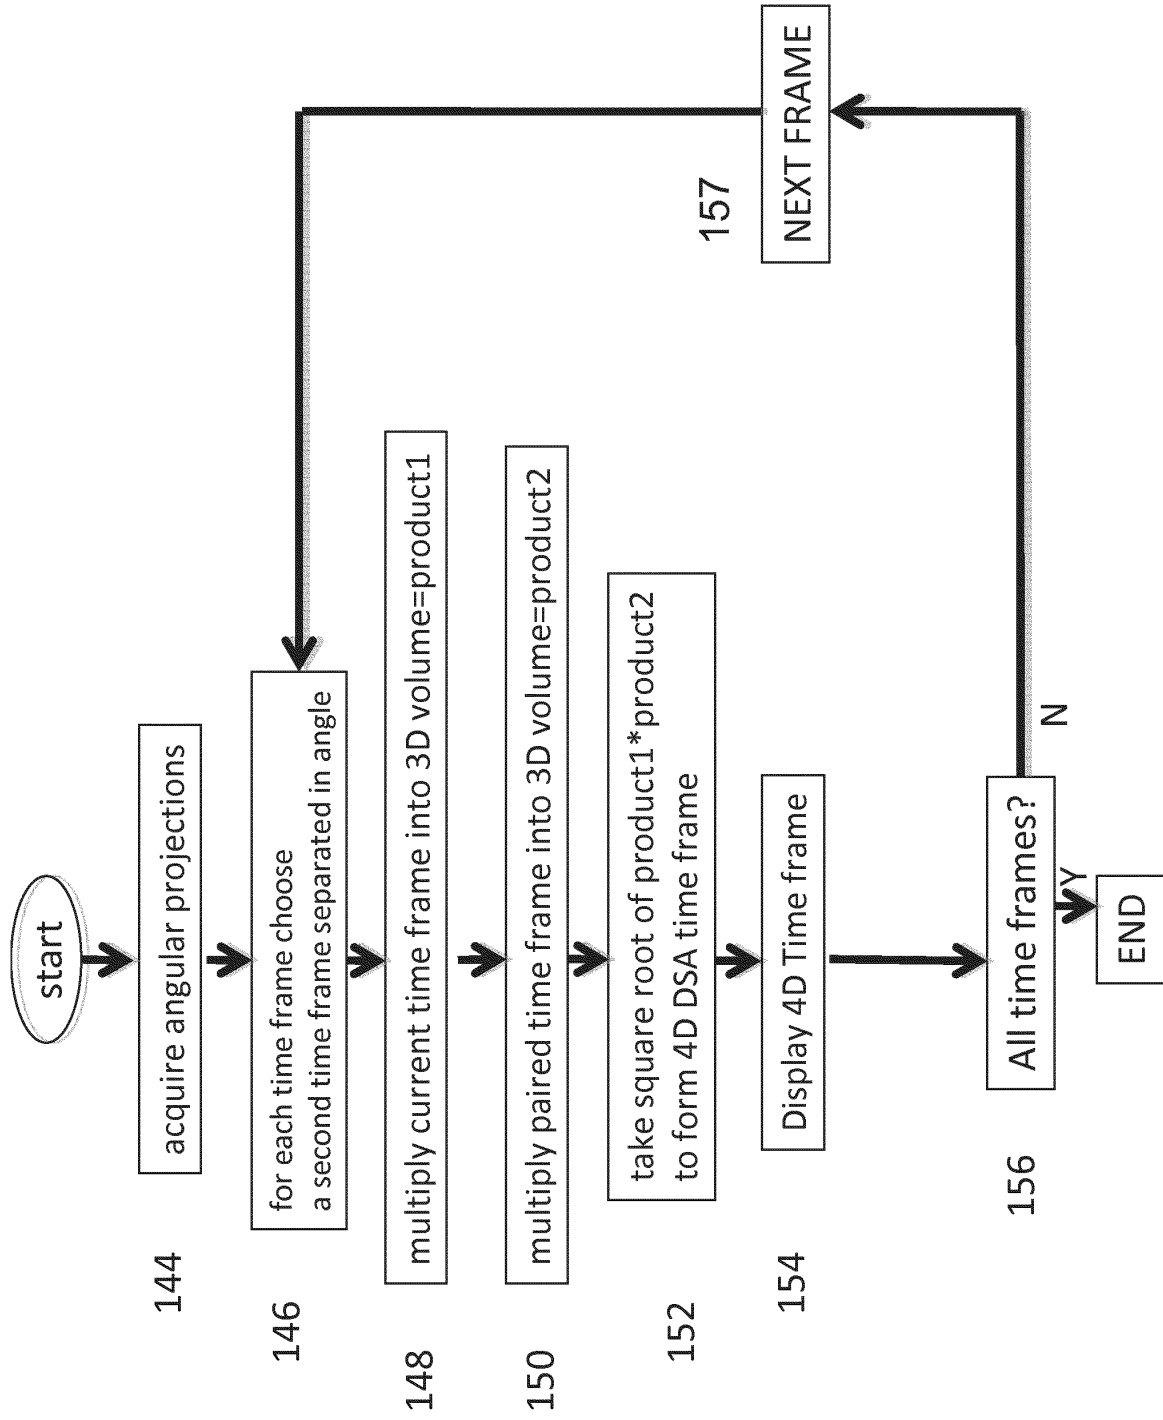 start
144
acquire angular projections
146
for each time frame choose
a second time frame separated in angle
148
multiply current time frame into 3D volume=product1
150
multiply paired time frame into 3D volume=product2
152
take square root of product1*product2
to form 4D DSA time frame
154
Display 4D Time frame
156
All time frames?
N
157
NEXT FRAME
Y
END